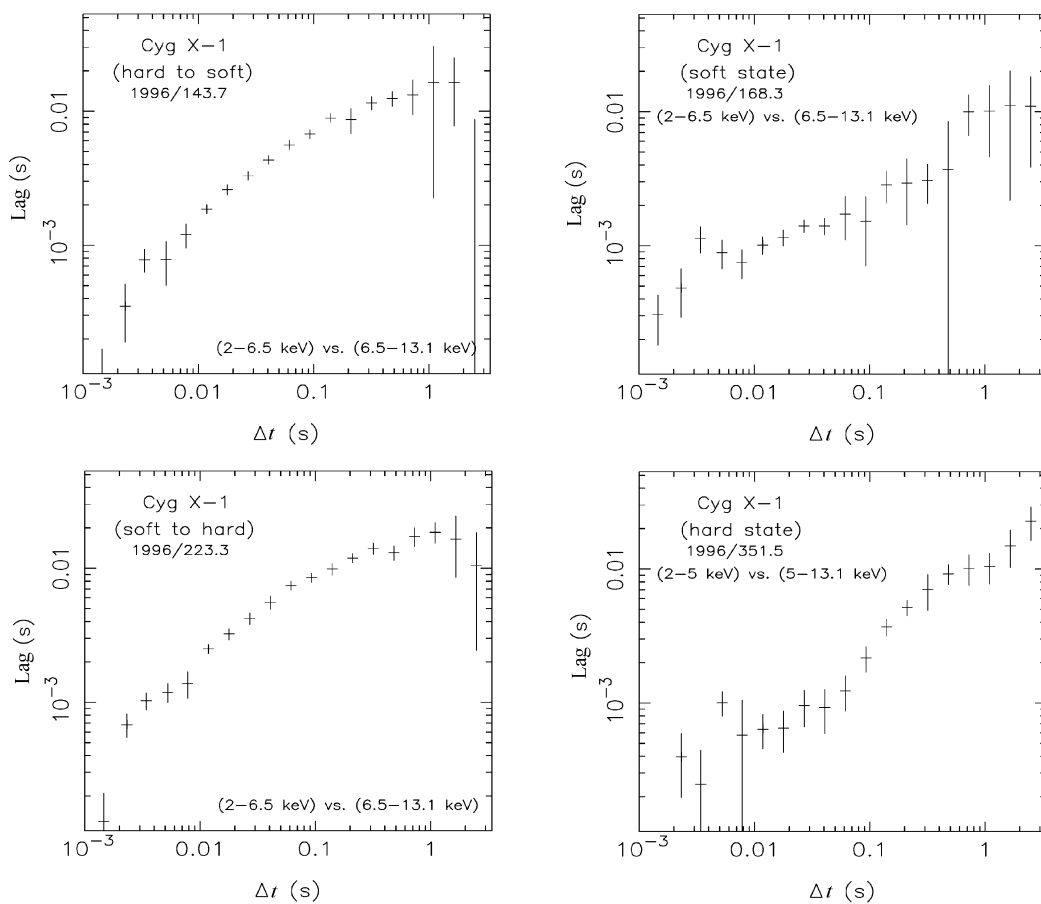 Cyg X−1
(hard to soft)
1996/143.7
(2−6.5 keV) vs. (6.5−13.1 keV)
Lag (s)
0.01
10−3
10−3 0.01 0.1 1
Δt (s)
Cyg X−1
(soft state)
1996/168.3
(2−6.5 keV) vs. (6.5−13.1 keV)
Lag (s)
0.01
10−3
10−3 0.01 0.1 1
Δt (s)
Cyg X−1
(soft to hard)
1996/223.3
(2−6.5 keV) vs. (6.5−13.1 keV)
Lag (s)
0.01
10−3
10−3 0.01 0.1 1
Δt (s)
Cyg X−1
(hard state)
1996/351.5
(2−5 keV) vs. (5−13.1 keV)
Lag (s)
0.01
10−3
10−3 0.01 0.1 1
Δt (s)